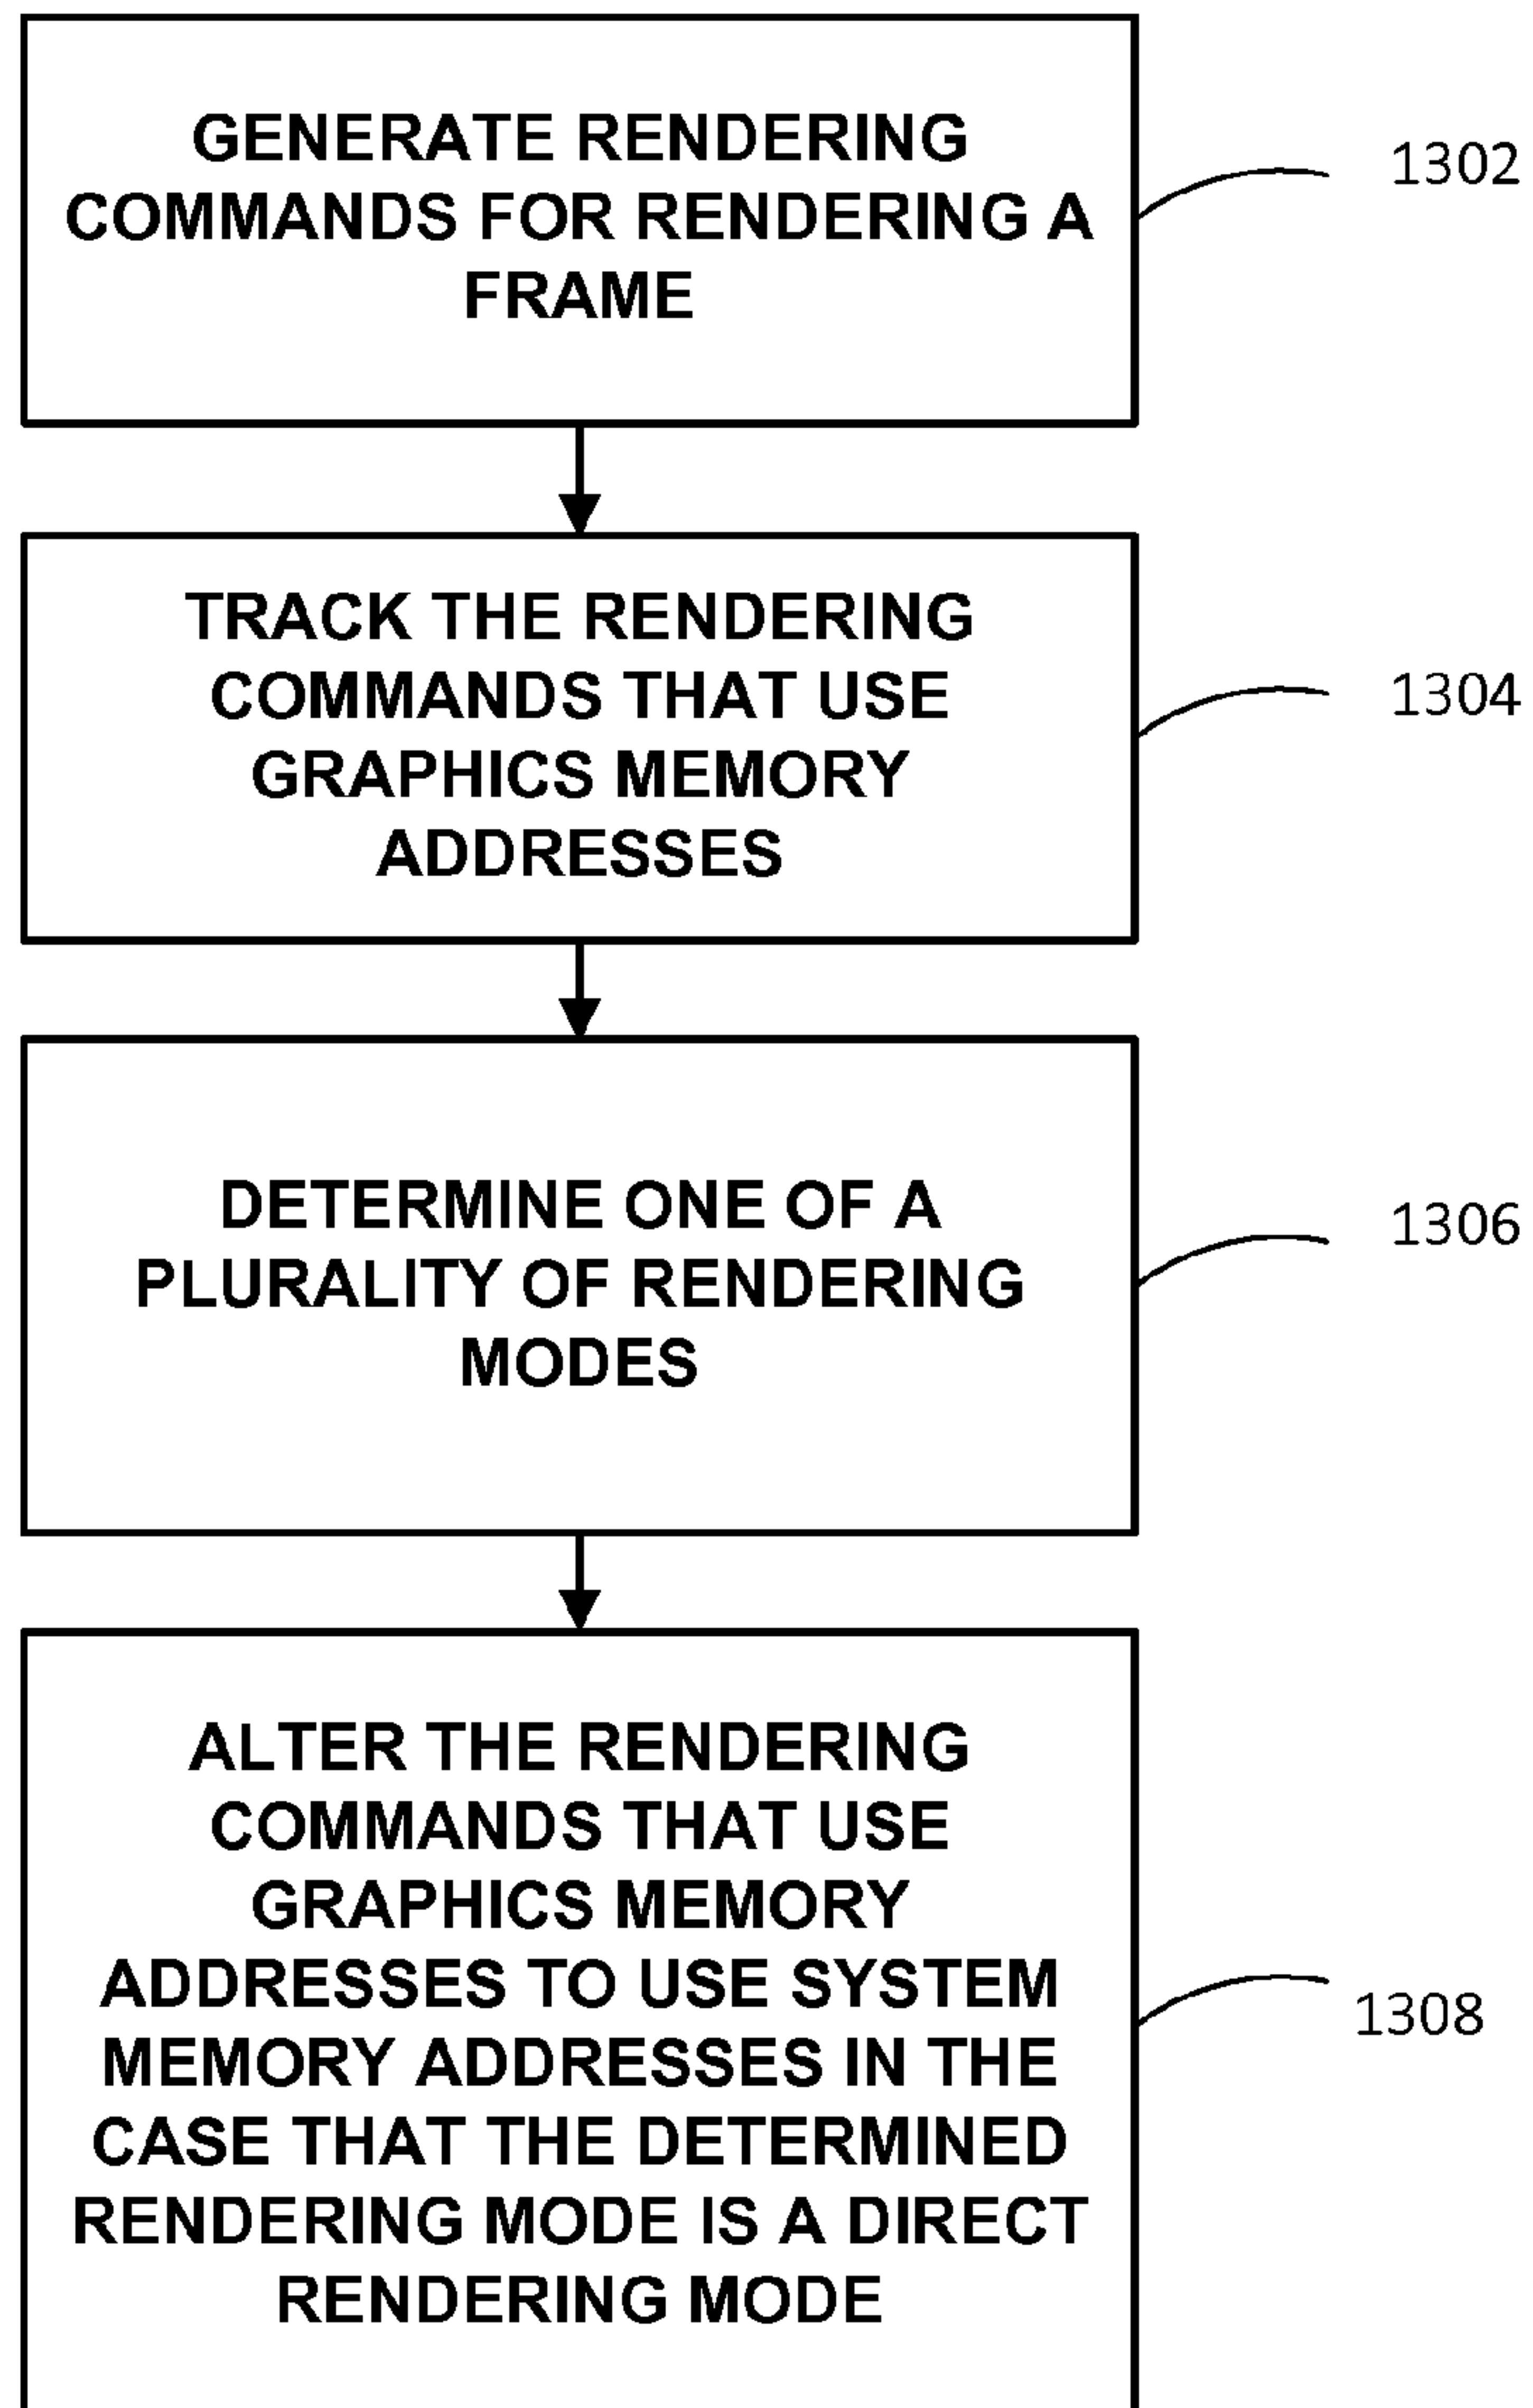 GENERATE RENDERING
COMMANDS FOR RENDERING A
FRAME
1302
TRACK THE RENDERING
COMMANDS THAT USE
GRAPHICS MEMORY
ADDRESSES
1304
DETERMINE ONE OF A
PLURALITY OF RENDERING
MODES
1306
ALTER THE RENDERING
COMMANDS THAT USE
GRAPHICS MEMORY
ADDRESSES TO USE SYSTEM
MEMORY ADDRESSES IN THE
CASE THAT THE DETERMINED
RENDERING MODE IS A DIRECT
RENDERING MODE
1308